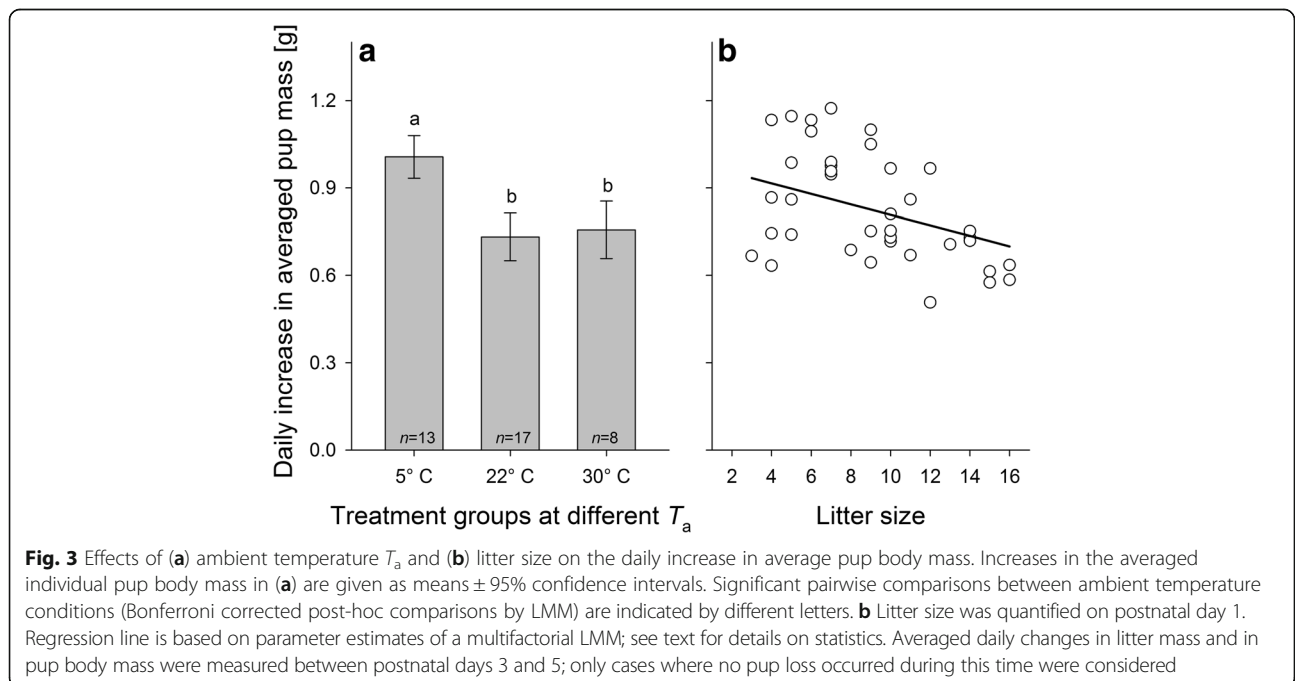 Daily increase in averaged pup mass [g]
a
b
1.2
0.9
0.6
0.3
0.0
a
b
b
n=13
n=17
n=8
5° C
22° C
30° C
2
4
6
8
10
12
14
16
Treatment groups at different Ta
Litter size
Fig. 3 Effects of (a) ambient temperature Ta and (b) litter size on the daily increase in average pup body mass. Increases in the averaged
individual pup body mass in (a) are given as means ± 95% confidence intervals. Significant pairwise comparisons between ambient temperature
conditions (Bonferroni corrected post-hoc comparisons by LMM) are indicated by different letters. b Litter size was quantified on postnatal day 1.
Regression line is based on parameter estimates of a multifactorial LMM; see text for details on statistics. Averaged daily changes in litter mass and in
pup body mass were measured between postnatal days 3 and 5; only cases where no pup loss occurred during this time were considered